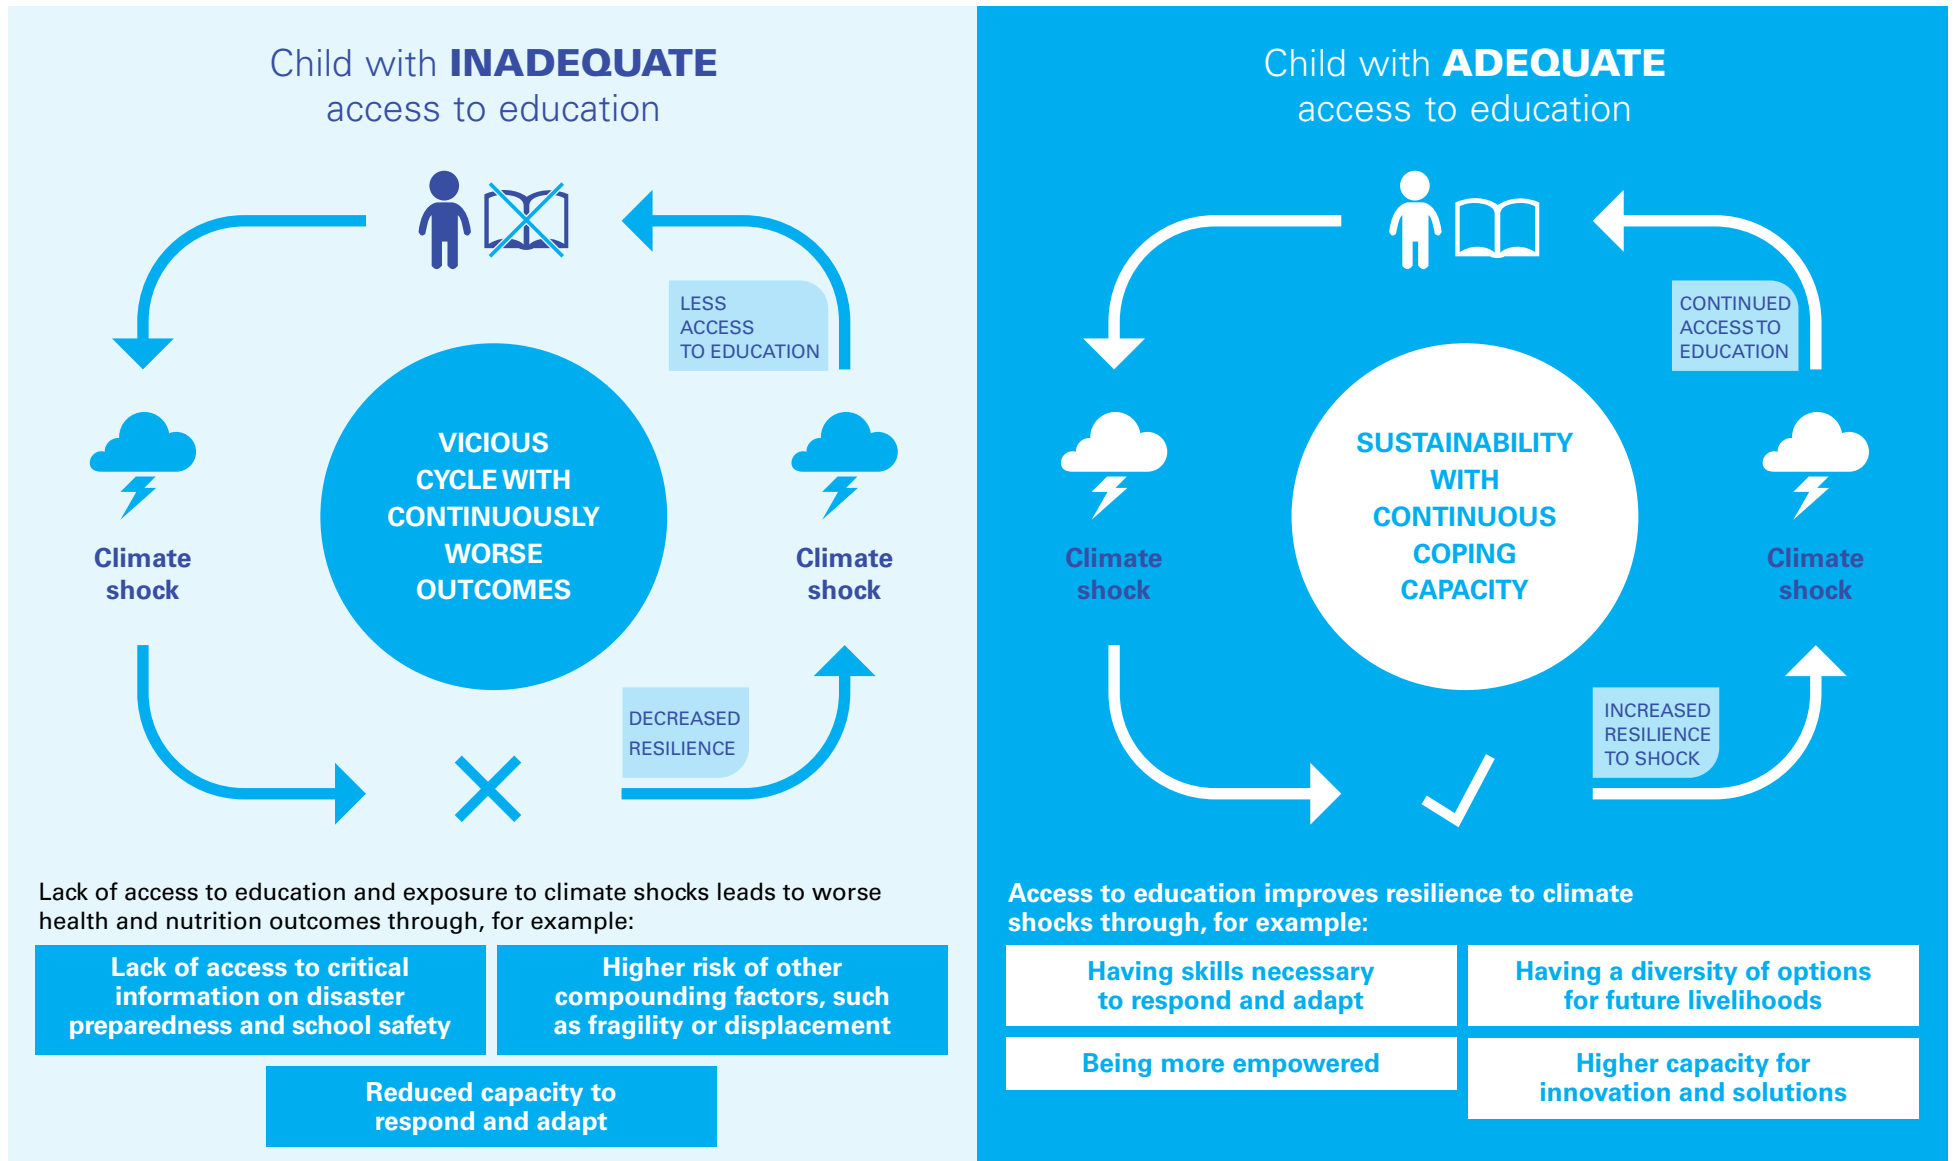 Child with INADEQUATE
access to education
LESS
ACCESS
TO EDUCATION
VICIOUS
CYCLE WITH
CONTINUOUSLY
WORSE
OUTCOMES
Climate
shock
Climate
shock
DECREASED
RESILIENCE
Lack of access to education and exposure to climate shocks leads to worse
health and nutrition outcomes through, for example:
Lack of access to critical
information on disaster
preparedness and school safety
Higher risk of other
compounding factors, such
as fragility or displacement
Reduced capacity to
respond and adapt
Child with ADEQUATE
access to education
CONTINUED
ACCESS TO
EDUCATION
SUSTAINABILITY
WITH
CONTINUOUS
COPING
CAPACITY
Climate
shock
Climate
shock
INCREASED
RESILIENCE
TO SHOCK
Access to education improves resilience to climate
shocks through, for example:
Having skills necessary
to respond and adapt
Having a diversity of options
for future livelihoods
Being more empowered
Higher capacity for
innovation and solutions